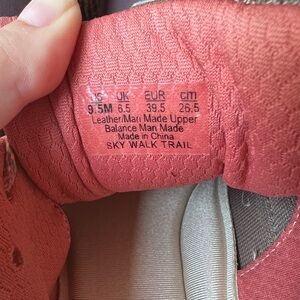 US UK EUR cm
8.5M 6.5 39.5 26.5
Leather/Man Made Upper
Balance Man Made
Made in China
SKY WALK TRAIL